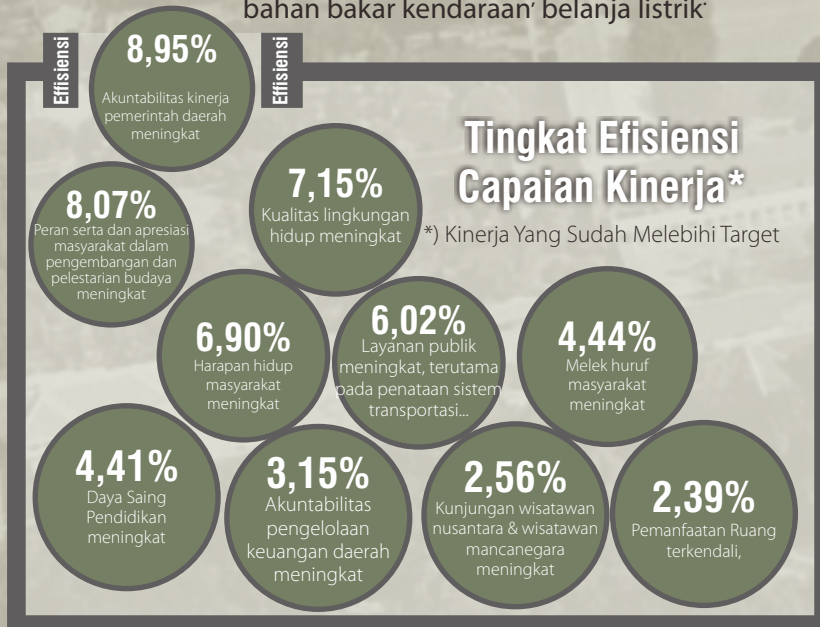 bahan bakar kendaraan, belanja listrik.
Effisiensi
Effisiensi
8,95%
Akuntabilitas kinerja
pemerintah daerah
meningkat
Tingkat Efisiensi
Capaian Kinerja*
*) Kinerja Yang Sudah Melebihi Target
7,15%
Kualitas lingkungan
hidup meningkat
8,07%
Peran serta dan apresiasi
masyarakat dalam
pengembangan dan
pelestarian budaya
meningkat
6,90%
Harapan hidup
masyarakat
meningkat
6,02%
Layanan publik
meningkat, terutama
pada penataan sistem
transportasi...
4,44%
Melek huruf
masyarakat
meningkat
4,41%
Daya Saing
Pendidikan
meningkat
3,15%
Akuntabilitas
pengelolaan
keuangan daerah
meningkat
2,56%
Kunjungan wisatawan
nusantara & wisatawan
mancanegara
meningkat
2,39%
Pemanfaatan Ruang
terkendali,